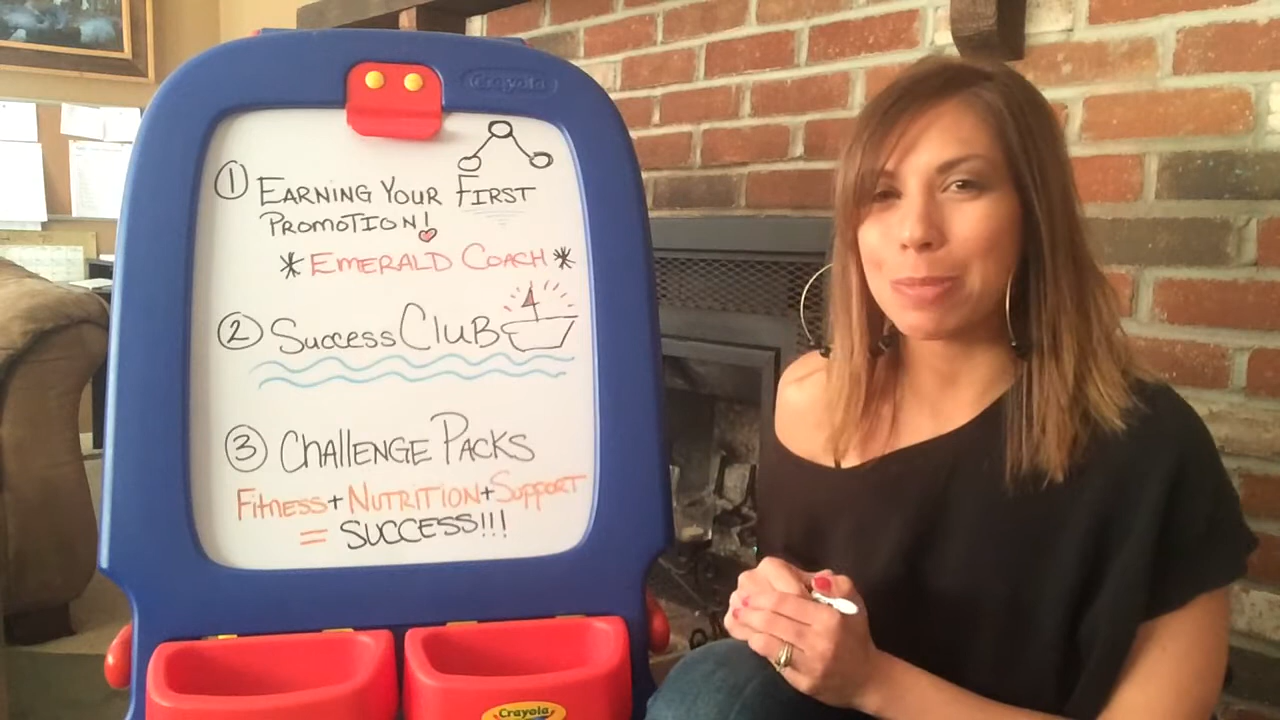 Crayola
① EARNING YOUR FIRST
PROMOTION!
* EMERALD COACH *
② SUCCESS CLUB
③ CHALLENGE PACKS
FITNESS + NUTRITION + SUPPORT
= SUCCESS!!!
Crayola